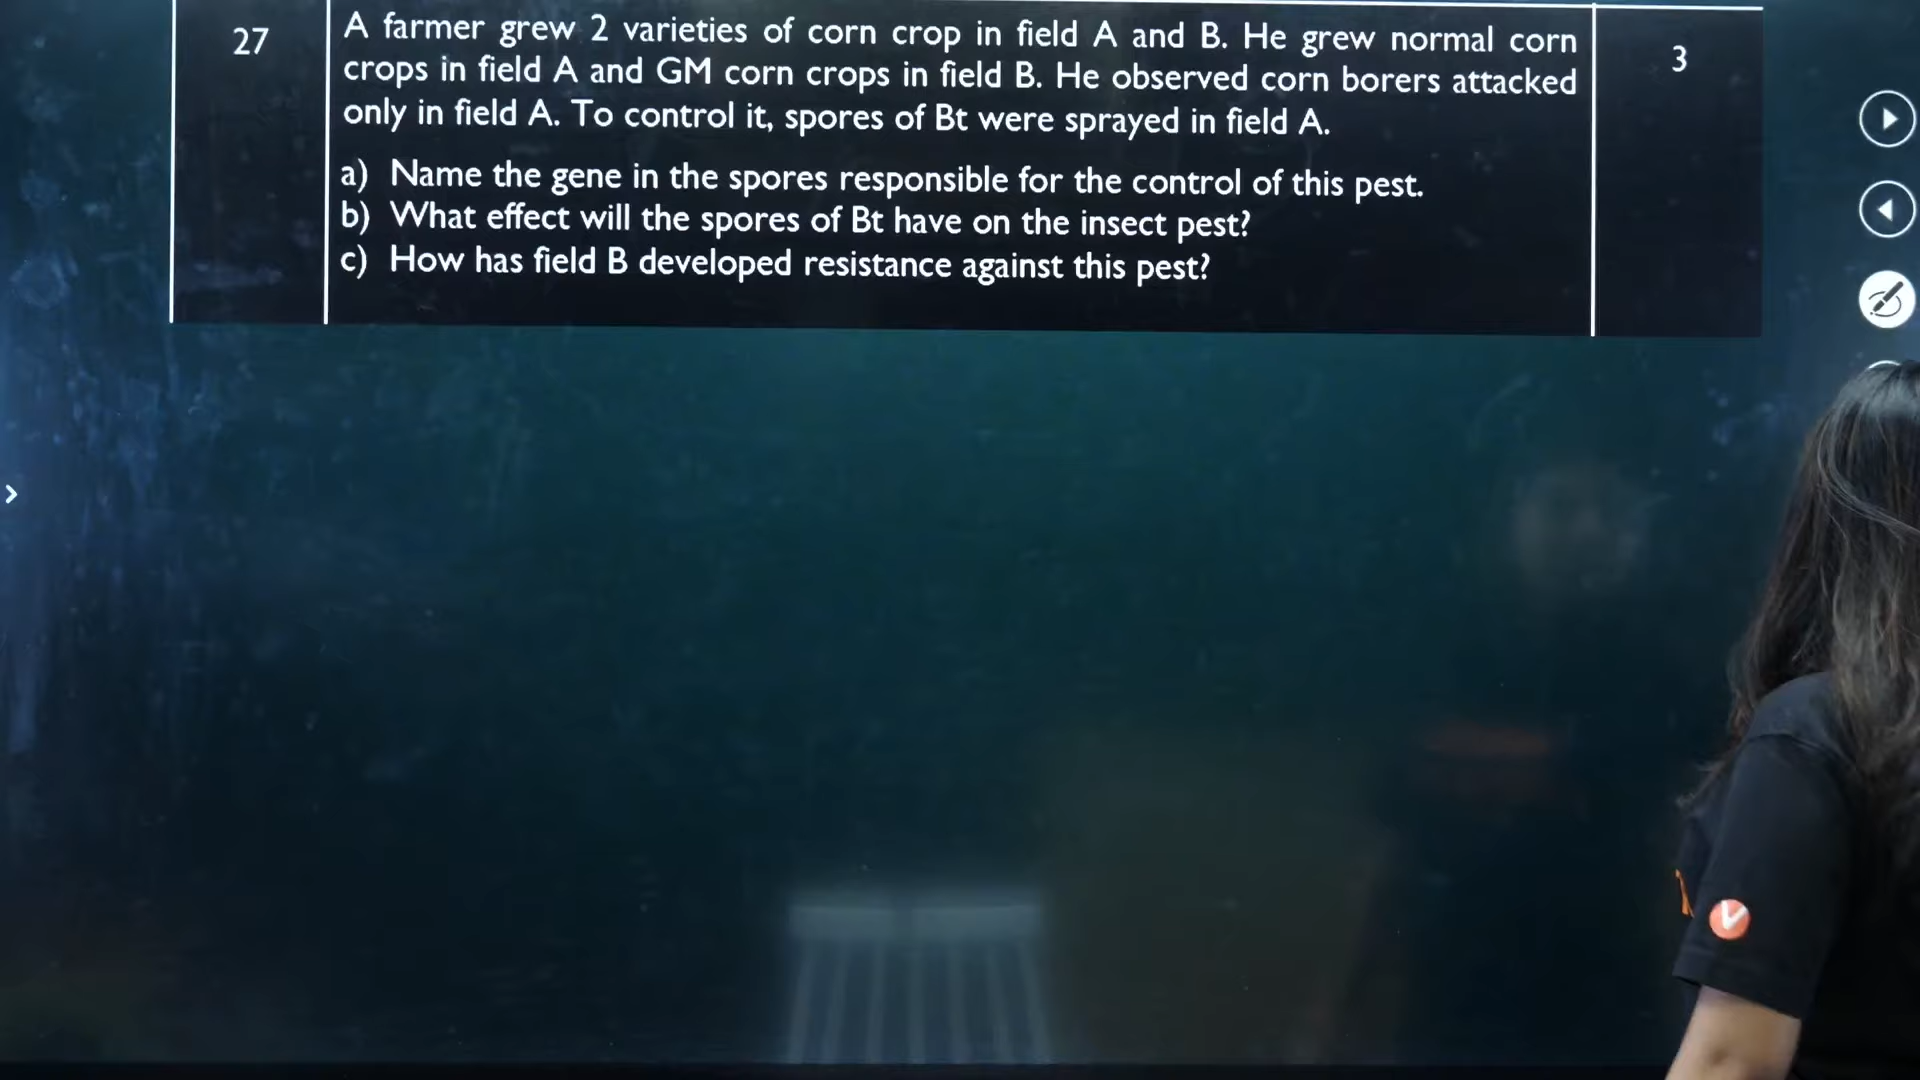 27
A farmer grew 2 varieties of corn crop in field A and B. He grew normal corn
crops in field A and GM corn crops in field B. He observed corn borers attacked
only in field A. To control it, spores of Bt were sprayed in field A.
3
a) Name the gene in the spores responsible for the control of this pest.
b) What effect will the spores of Bt have on the insect pest?
c) How has field B developed resistance against this pest?